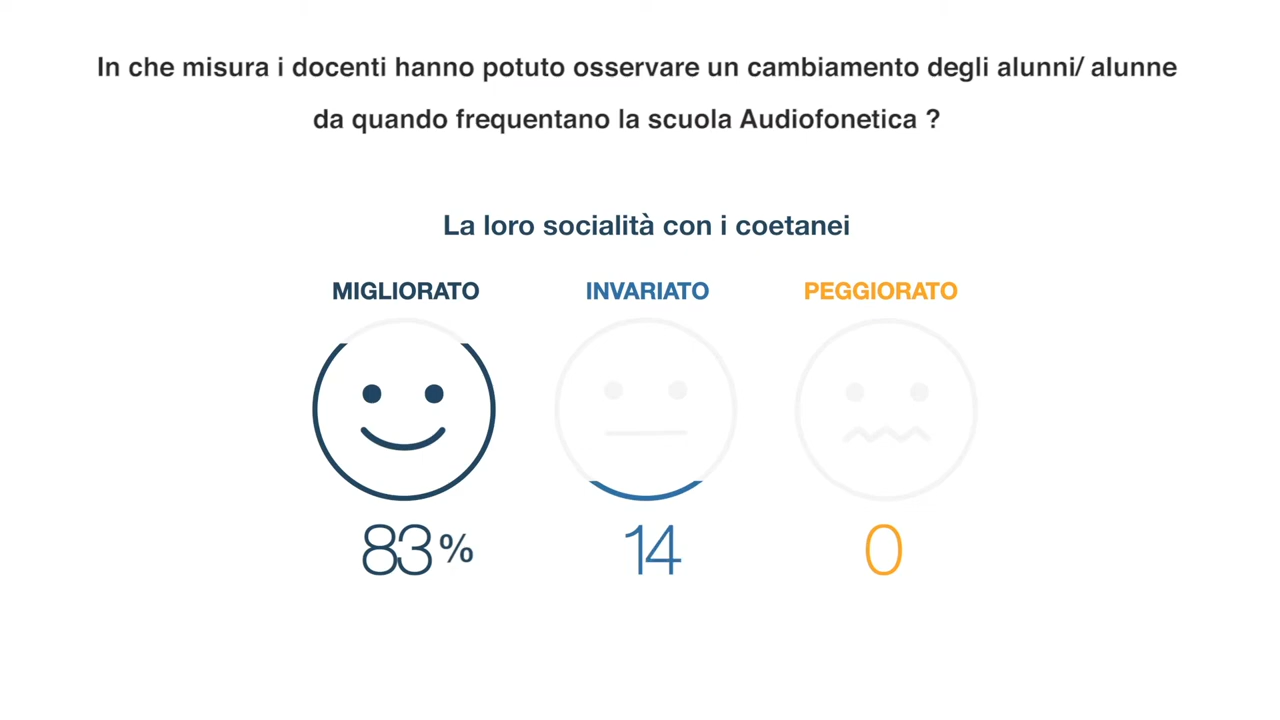 In che misura i docenti hanno potuto osservare un cambiamento degli alunni/ alunne
da quando frequentano la scuola Audiofonetica ?
La loro socialità con i coetanei
MIGLIORATO INVARIATO PEGGIORATO
83% 14 0